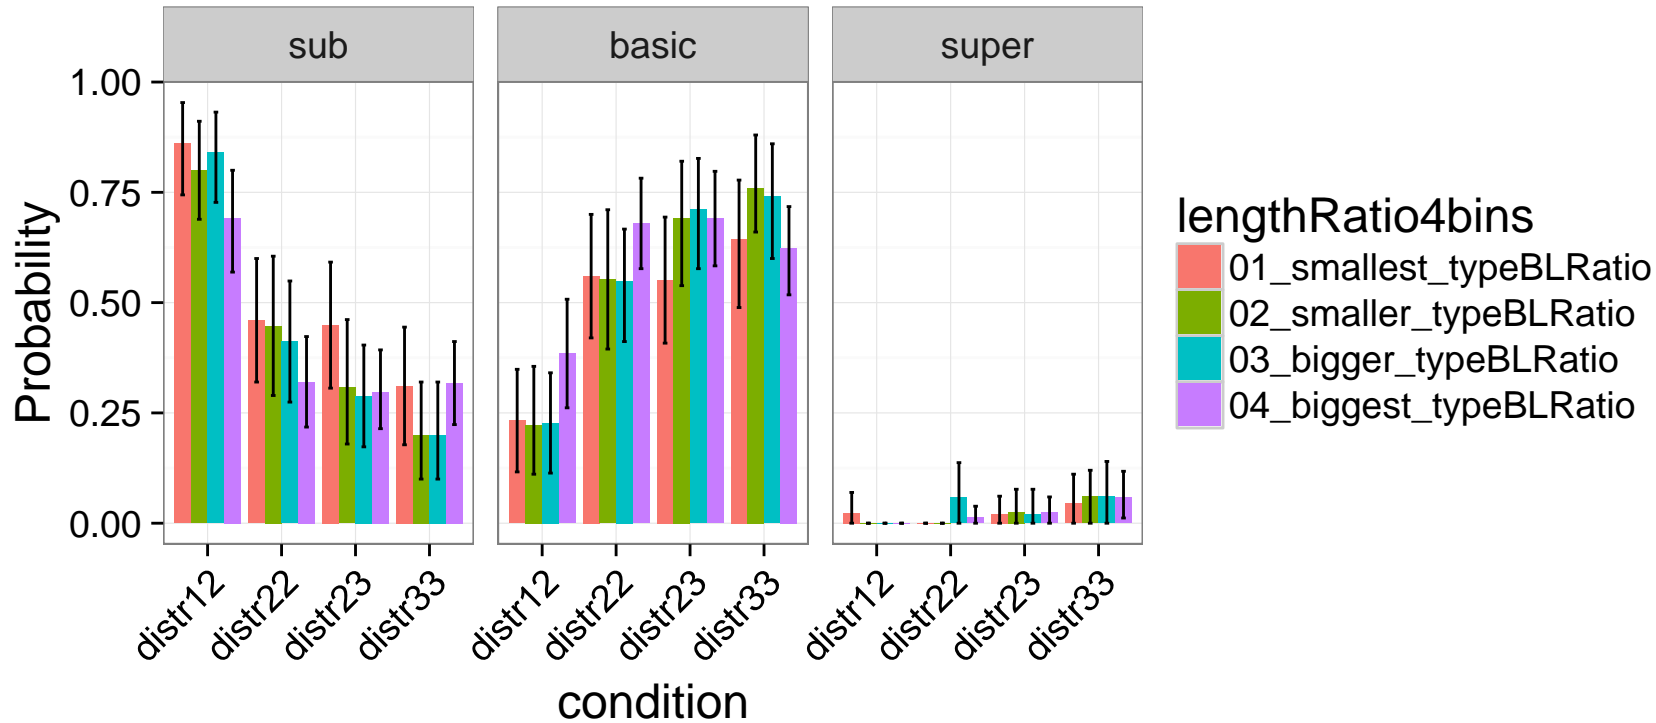 sub basic super
1.00
0.75
0.50
0.25
0.00
Probability
distr12 distr22 distr23 distr33 distr12 distr22 distr23 distr33 distr12 distr22 distr23 distr33
condition
lengthRatio4bins
01_smallest_typeBLRatio
02_smaller_typeBLRatio
03_bigger_typeBLRatio
04_biggest_typeBLRatio